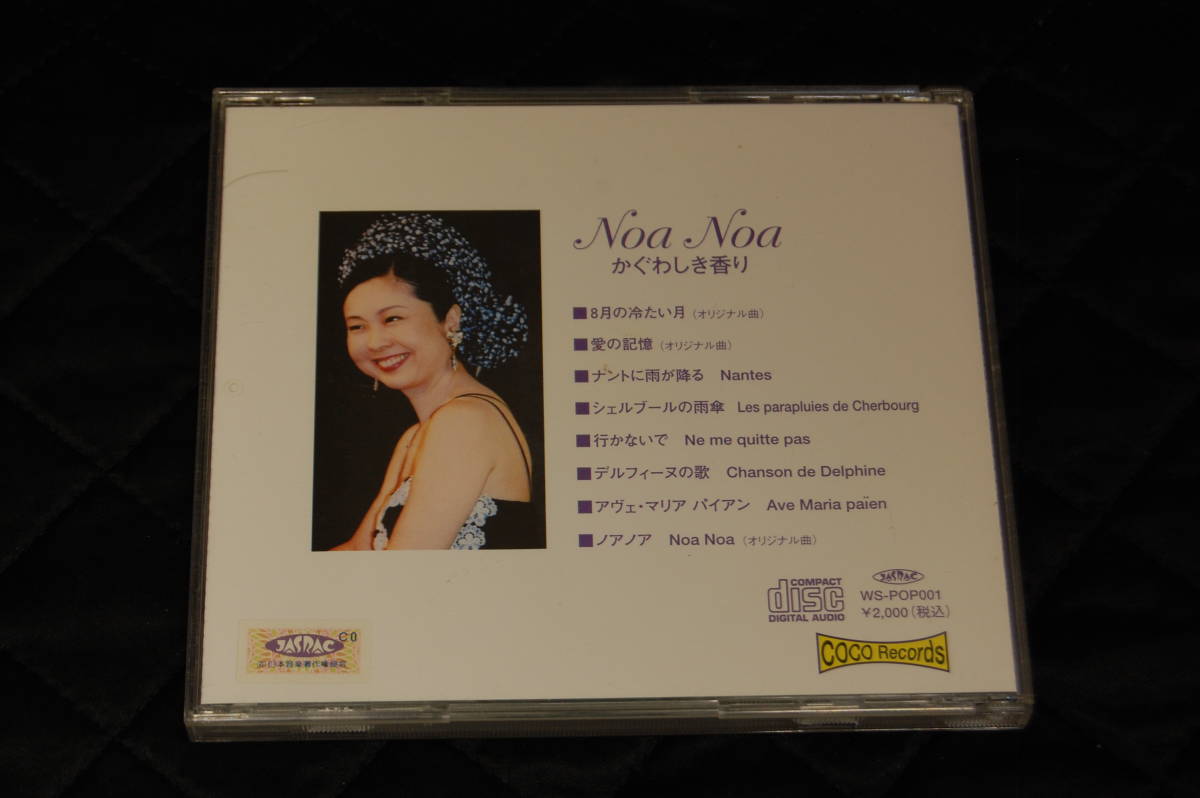 Noa Noa
かぐわしき香り
■8月の冷たい月（オリジナル曲）
■愛の記憶（オリジナル曲）
■ナントに雨が降る Nantes
■シェルブールの雨傘 Les parapluies de Cherbourg
■行かないで Ne me quitte pas
■デルフィーヌの歌 Chanson de Delphine
■アヴェ・マリア パイアン Ave Maria païen
■ノアノア Noa Noa（オリジナル曲）
COMPACT
disc
DIGITAL AUDIO
JASRAC
WS-POP001
¥2,000（税込）
COCO Records
JASRAC
C0